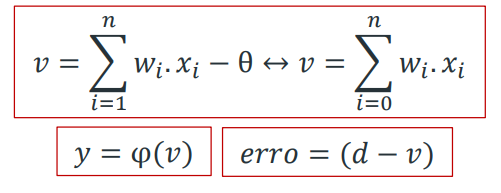 v = ∑_{i=1}^{n} w_i. x_i − θ ↔ v = ∑_{i=0}^{n} w_i. x_i
y = φ(v)   erro = (d − v)